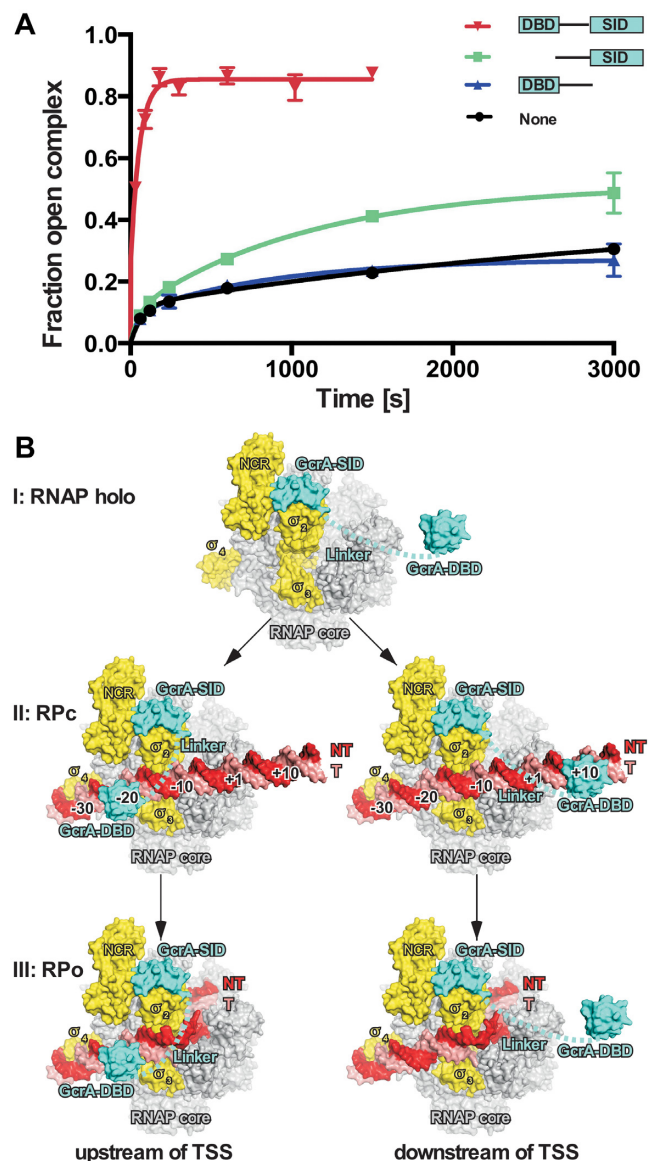 A
DBD SID
SID
DBD
None
Fraction open complex
1.0
0.8
0.6
0.4
0.2
0.0
0 1000 2000 3000
Time [s]
B
I: RNAP holo
NCR
GcrA-SID
σ2
σ4
Linker
GcrA-DBD
σ3
RNAP core
II: RPc
NCR
GcrA-SID
σ2
Linker
NT
T
σ4
-30 -20 -10 +1 +10
GcrA-DBD
σ3
RNAP core
NCR
GcrA-SID
σ2
NT
T
σ4
-30 -20 -10 +1 +10
Linker
GcrA-DBD
σ3
RNAP core
III: RPo
NCR
GcrA-SID
NT
T
σ2
σ4
Linker
GcrA-DBD
σ3
RNAP core
upstream of TSS
NCR
GcrA-SID
NT
T
σ2
σ4
Linker
GcrA-DBD
σ3
RNAP core
downstream of TSS